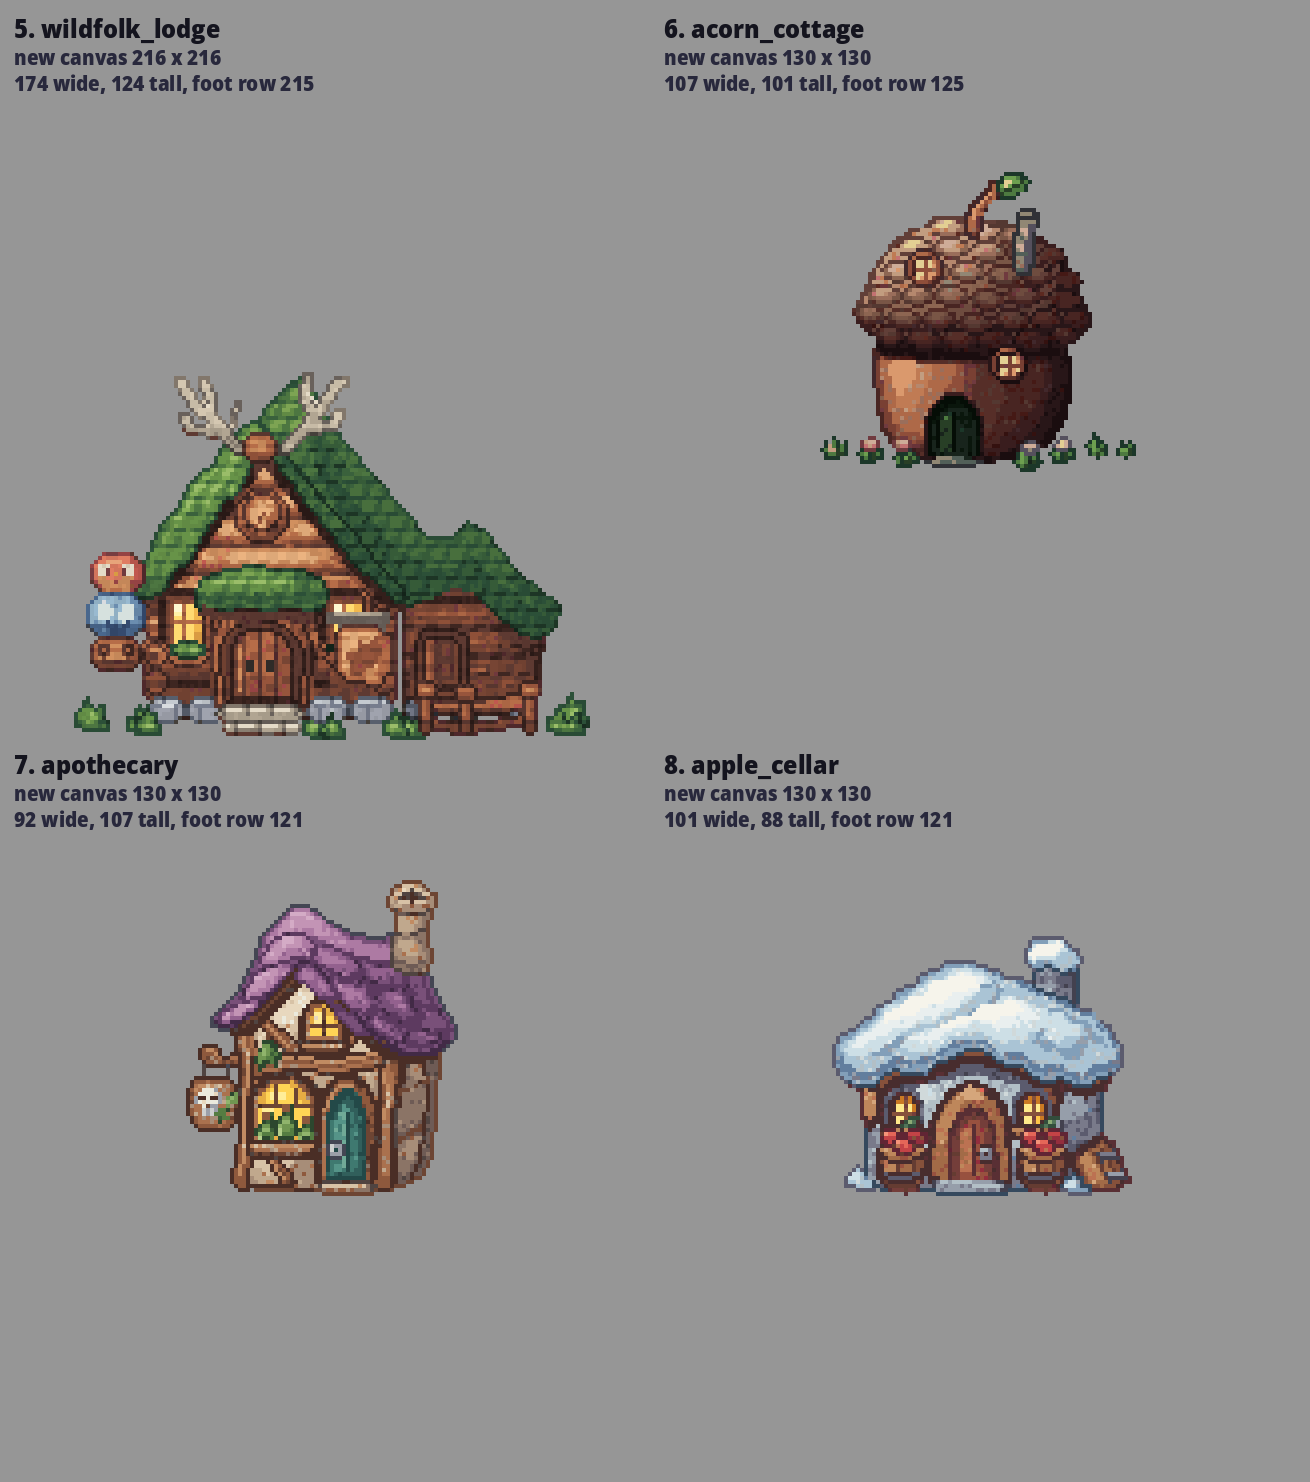 5. wildfolk_lodge
new canvas 216 x 216
174 wide, 124 tall, foot row 215
6. acorn_cottage
new canvas 130 x 130
107 wide, 101 tall, foot row 125
7. apothecary
new canvas 130 x 130
92 wide, 107 tall, foot row 121
8. apple_cellar
new canvas 130 x 130
101 wide, 88 tall, foot row 121